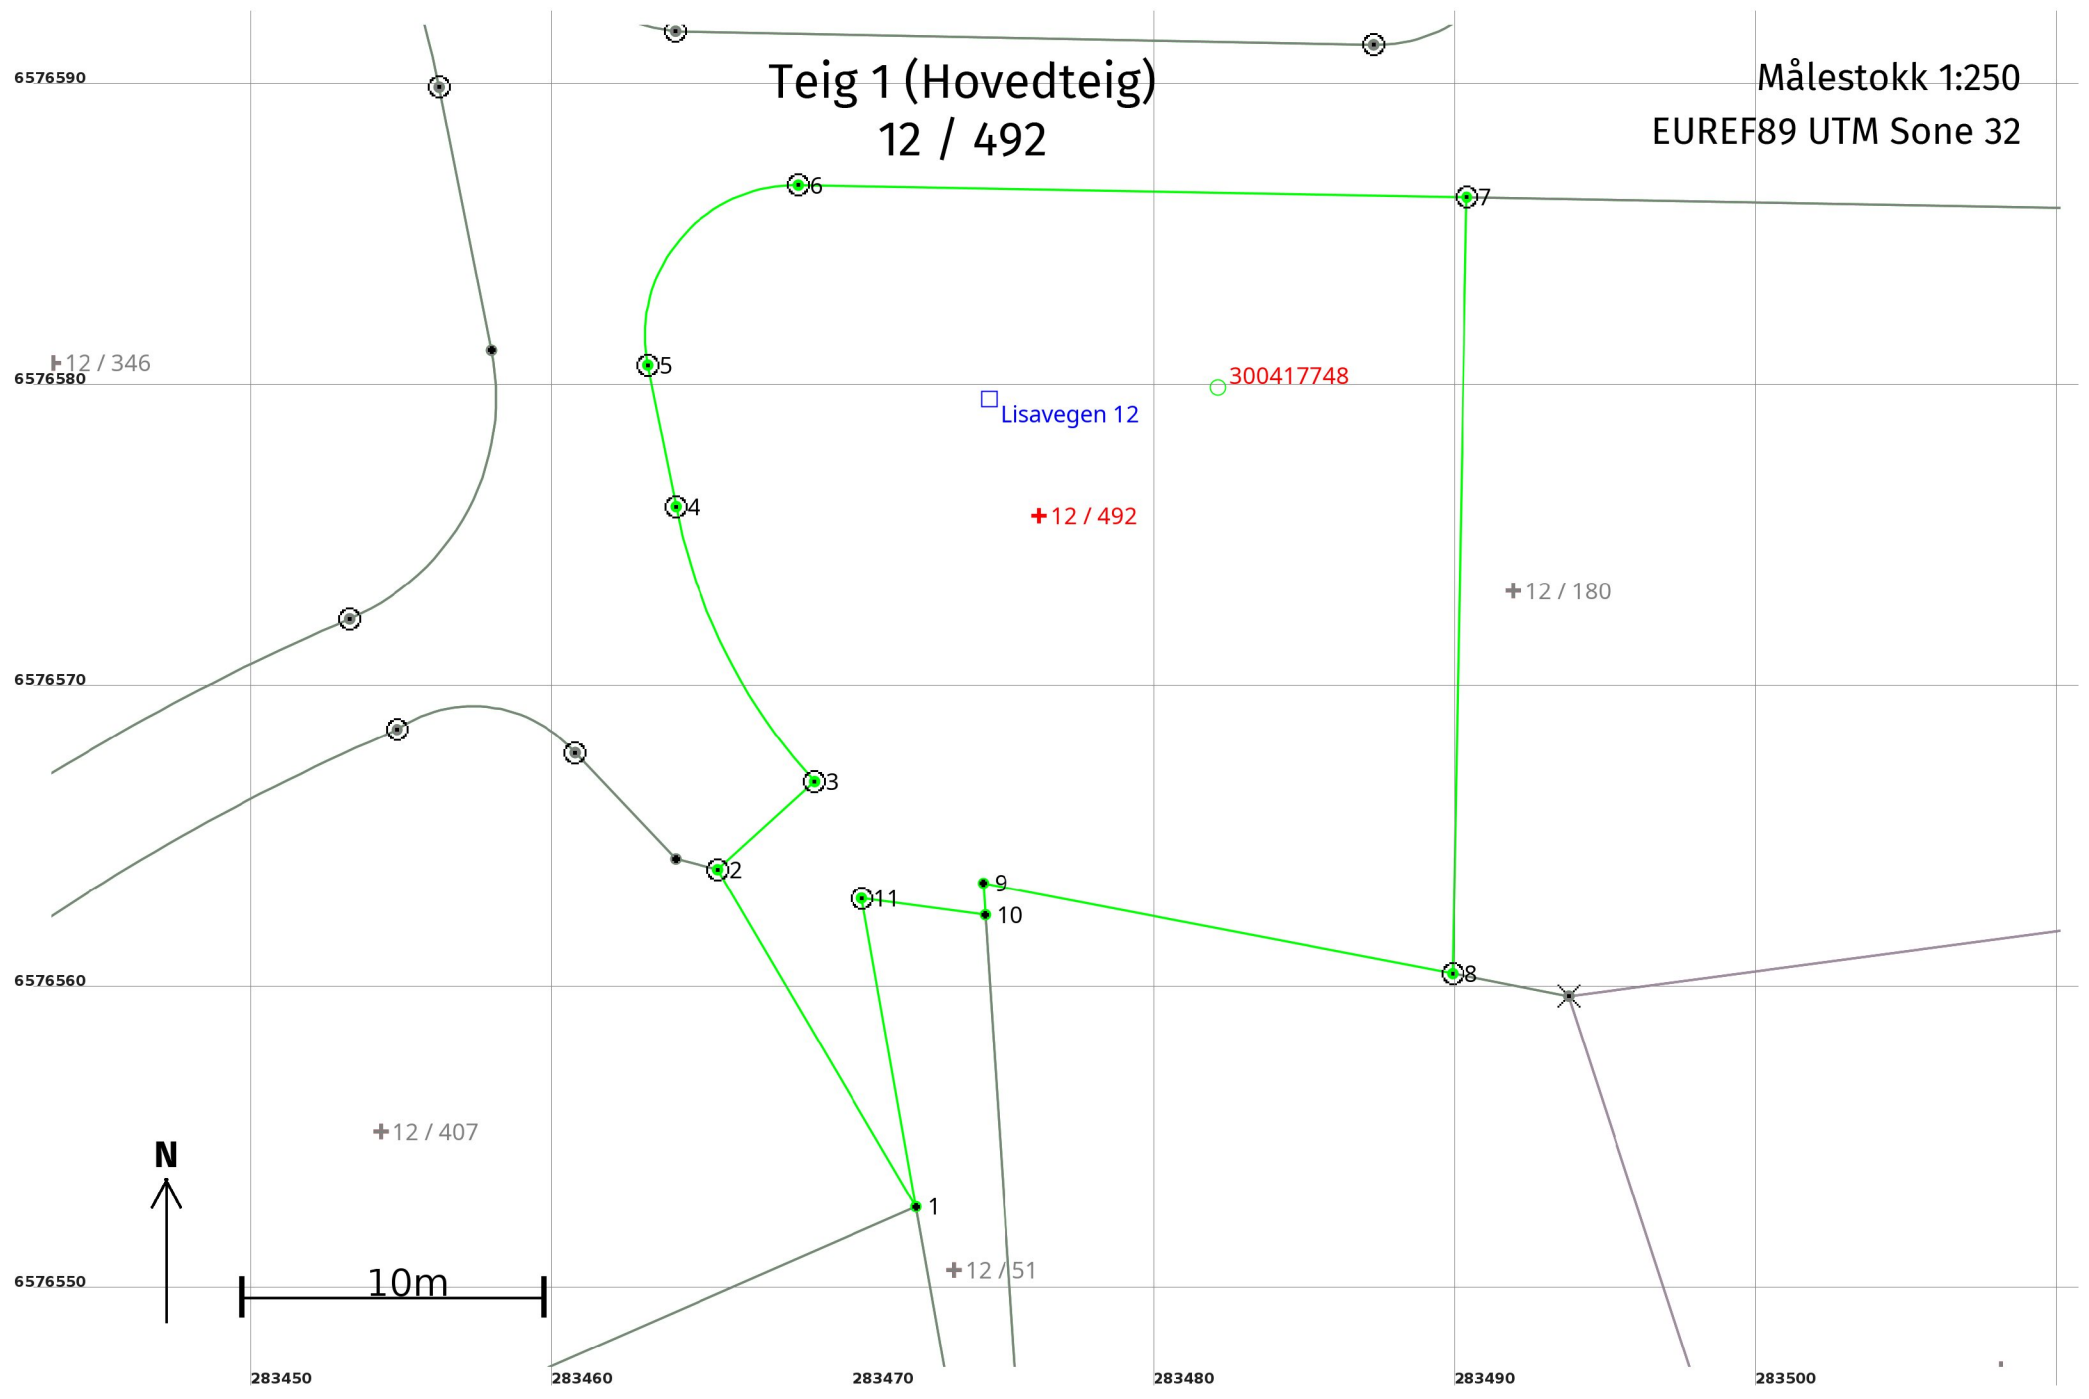 Teig 1 (Hovedteig)
12 / 492
Målestokk 1:250
EUREF89 UTM Sone 32
6576590
6
7
12 / 346
6576580
5
300417748
Lisavegen 12
4
12 / 492
12 / 180
6576570
3
2
9
11
10
6576560
8
12 / 407
N
1
12 / 51
6576550
10m
283450
283460
283470
283480
283490
283500